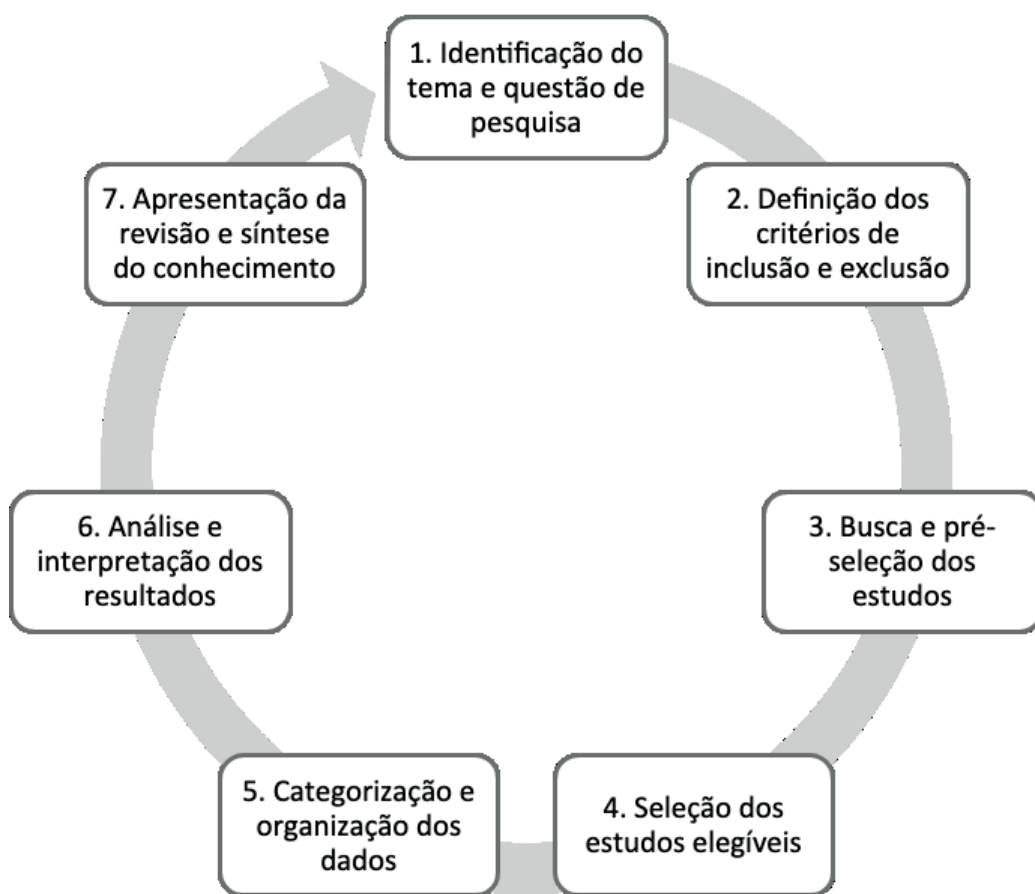 1. Identificação do
tema e questão de
pesquisa
2. Definição dos
critérios de
inclusão e exclusão
3. Busca e pré-
seleção dos
estudos
4. Seleção dos
estudos elegíveis
5. Categorização e
organização dos
dados
6. Análise e
interpretação dos
resultados
7. Apresentação da
revisão e síntese
do conhecimento